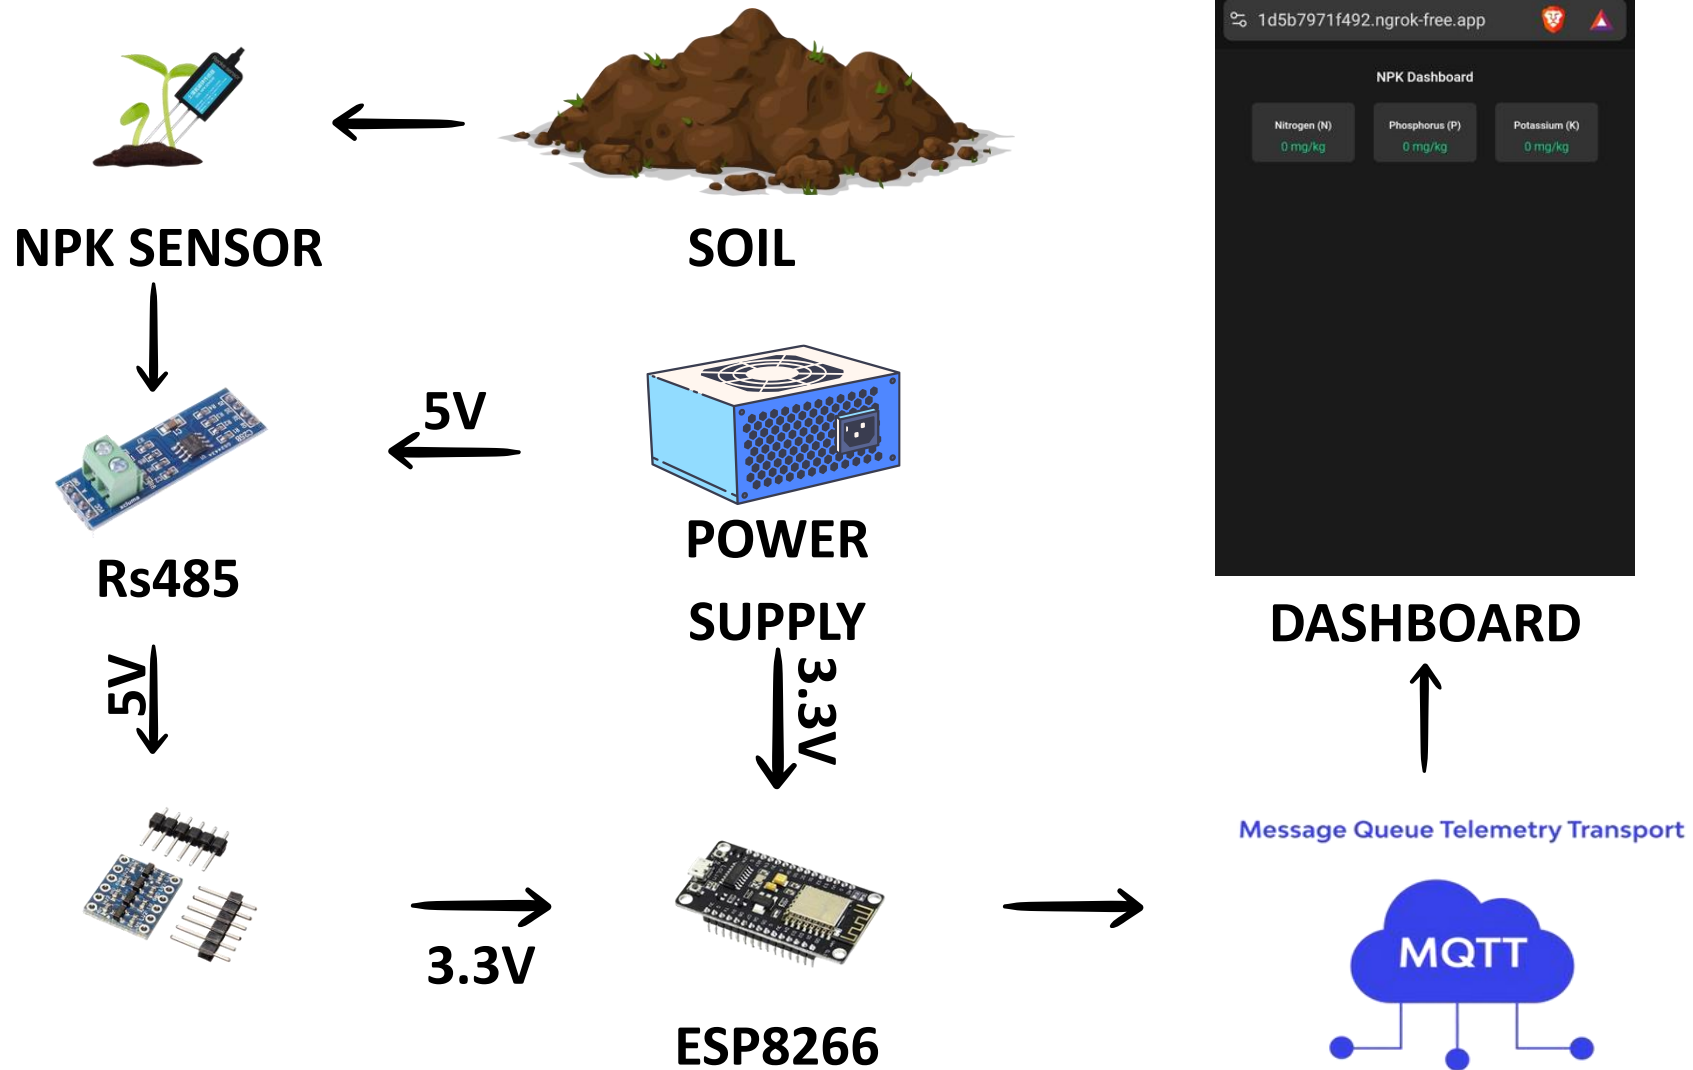 NPK SENSOR
SOIL
1d5b7971f492.ngrok-free.app
NPK Dashboard
Nitrogen (N)
0 mg/kg
Phosphorus (P)
0 mg/kg
Potassium (K)
0 mg/kg
DASHBOARD
5V
POWER
SUPPLY
Rs485
5V
3.3V
3.3V
ESP8266
Message Queue Telemetry Transport
MQTT